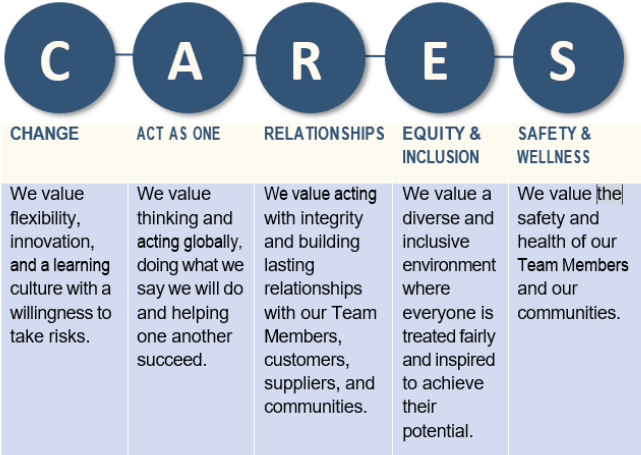 C A R E S
CHANGE
We value
flexibility,
innovation,
and a learning
culture with a
willingness to
take risks.
ACT AS ONE
We value
thinking and
acting globally,
doing what we
say we will do
and helping
one another
succeed.
RELATIONSHIPS
We value acting
with integrity
and building
lasting
relationships
with our Team
Members,
customers,
suppliers, and
communities.
EQUITY &
INCLUSION
We value a
diverse and
inclusive
environment
where
everyone is
treated fairly
and inspired
to achieve
their
potential.
SAFETY &
WELLNESS
We value the
safety and
health of our
Team Members
and our
communities.